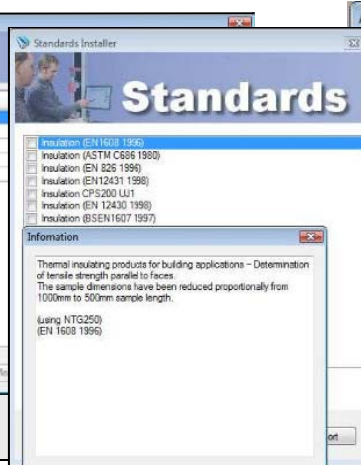 Standards Installer
Standards
Insulation (EN1608 1996)
Insulation (ASTM C686 1980)
Insulation (EN 826 1996)
Insulation (EN12431 1998)
Insulation CPS200 UJ1
Insulation (EN 12430 1998)
Insulation (BSEN1607 1997)
Infomation
Thermal insulating products for building applications – Determination
of tensile strength parallel to faces.
The sample dimensions have been reduced proportionally from
1000mm to 500mm sample length.
(using NTG250)
(EN 1608 1996)